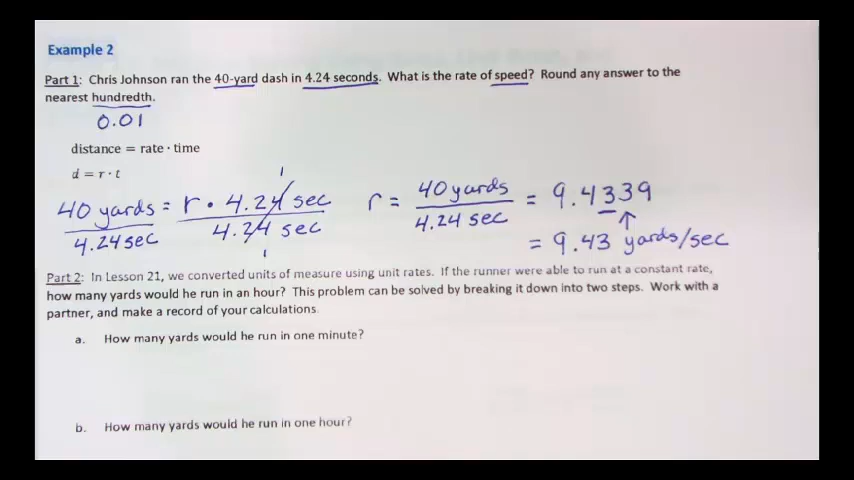 Example 2
Part 1: Chris Johnson ran the 40-yard dash in 4.24 seconds. What is the rate of speed? Round any answer to the
nearest hundredth.
0.01
distance = rate · time
d = r · t
40 yards / 4.24 sec = r • 4.24 sec / 4.24 sec
1
1
r = 40 yards / 4.24 sec = 9.4339
= 9.43 yards/sec
Part 2: In Lesson 21, we converted units of measure using unit rates. If the runner were able to run at a constant rate,
how many yards would he run in an hour? This problem can be solved by breaking it down into two steps. Work with a
partner, and make a record of your calculations.
a. How many yards would he run in one minute?
b. How many yards would he run in one hour?